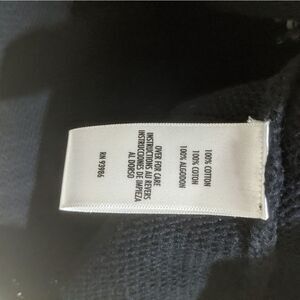 100% COTTON
100% COTON
100% ALGODON
OVER FOR CARE
INSTRUCTIONS AU REVERS
INSTRUCCIONES DE LIMPIEZA
AL DORSO
RN 93986